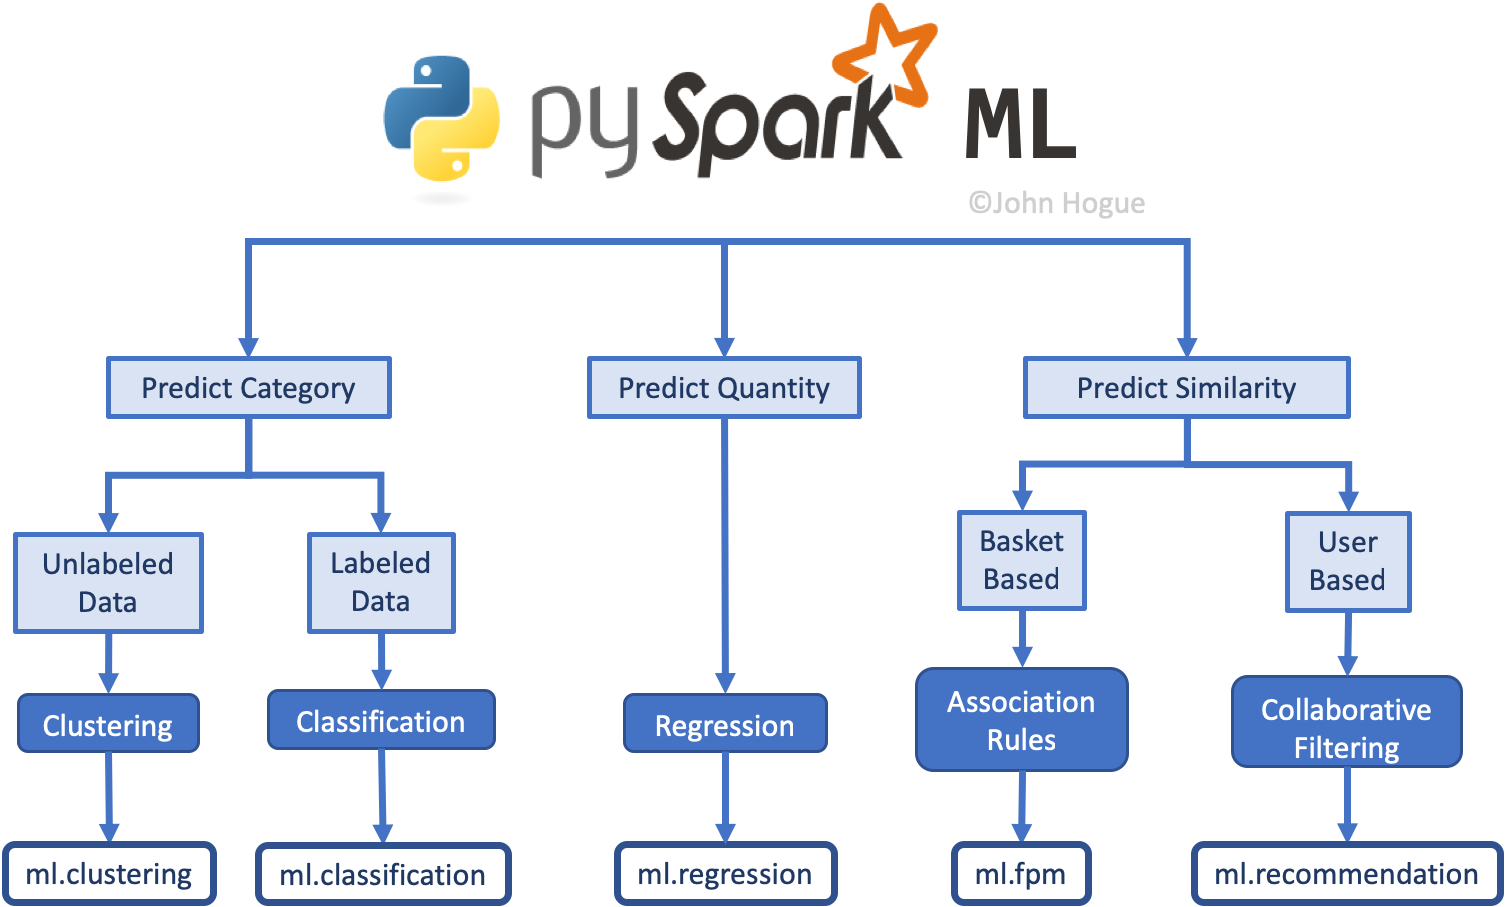 pySpark ML
©John Hogue
Predict Category
Predict Quantity
Predict Similarity
Unlabeled
Data
Labeled
Data
Basket
Based
User
Based
Clustering
Classification
Regression
Association
Rules
Collaborative
Filtering
ml.clustering
ml.classification
ml.regression
ml.fpm
ml.recommendation